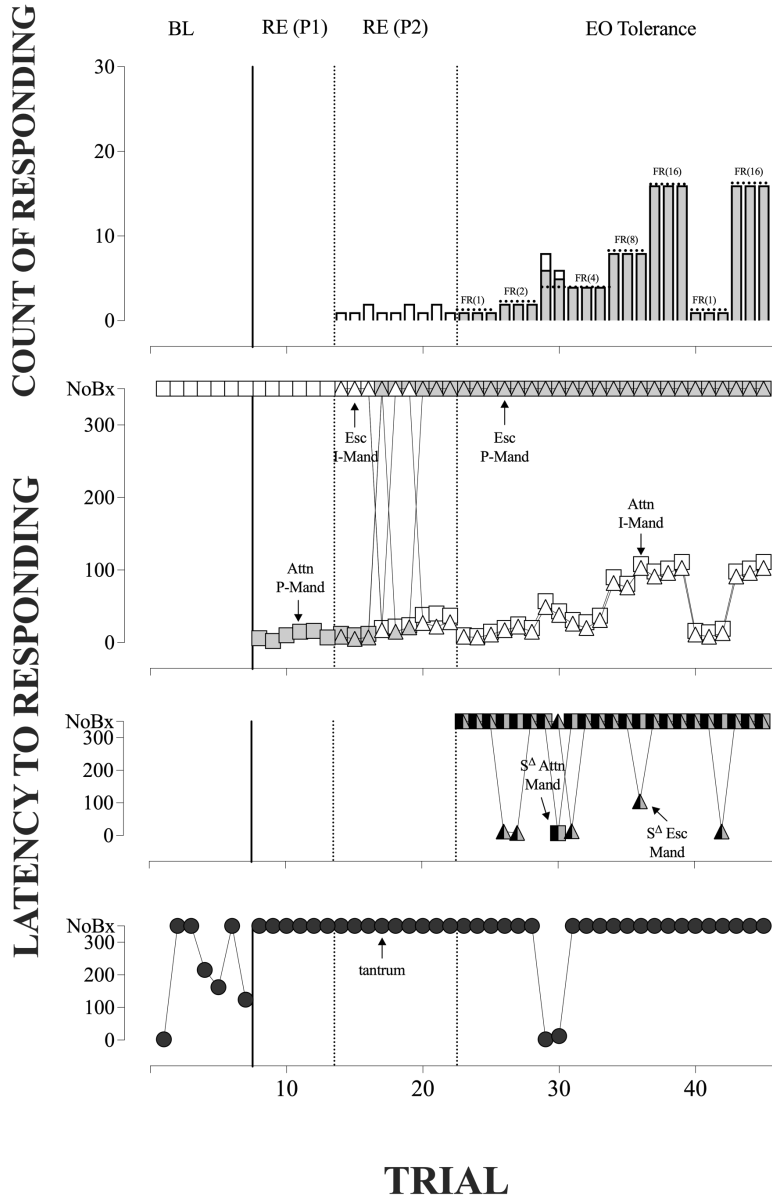 BL RE (P1) RE (P2) EO Tolerance
COUNT OF RESPONDING
30
20
10
0
FR(1)
FR(2)
FR(4)
FR(8)
FR(16)
FR(1)
FR(16)
LATENCY TO RESPONDING
NoBx
300
200
100
0
Esc
I-Mand
Esc
P-Mand
Attn
P-Mand
Attn
I-Mand
NoBx
300
200
100
0
SΔ Attn
Mand
SΔ Esc
Mand
NoBx
300
200
100
0
tantrum
10 20 30 40
TRIAL